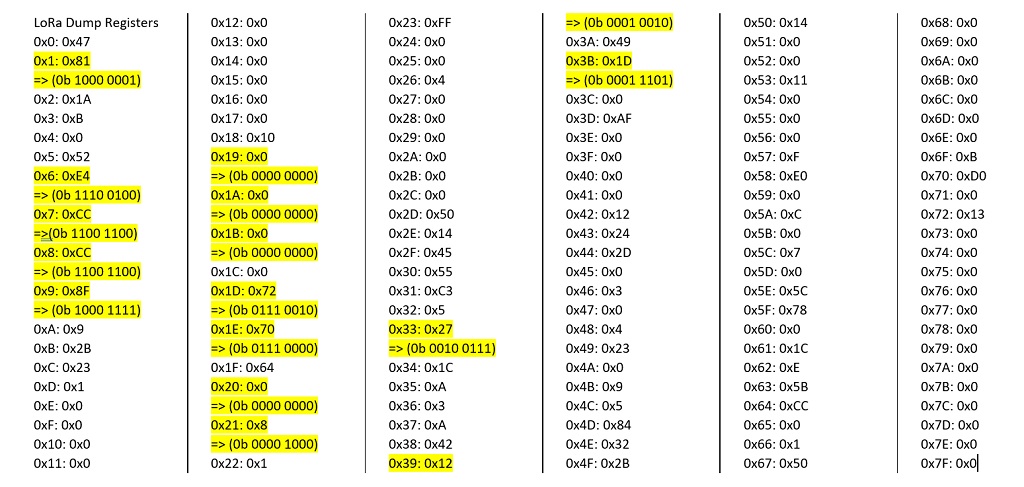 LoRa Dump Registers
0x0: 0x47
0x1: 0x81
=> (0b 1000 0001)
0x2: 0x1A
0x3: 0xB
0x4: 0x0
0x5: 0x52
0x6: 0xE4
=> (0b 1110 0100)
0x7: 0xCC
=>(0b 1100 1100)
0x8: 0xCC
=> (0b 1100 1100)
0x9: 0x8F
=> (0b 1000 1111)
0xA: 0x9
0xB: 0x2B
0xC: 0x23
0xD: 0x1
0xE: 0x0
0xF: 0x0
0x10: 0x0
0x11: 0x0
0x12: 0x0
0x13: 0x0
0x14: 0x0
0x15: 0x0
0x16: 0x0
0x17: 0x0
0x18: 0x10
0x19: 0x0
=> (0b 0000 0000)
0x1A: 0x0
=> (0b 0000 0000)
0x1B: 0x0
=> (0b 0000 0000)
0x1C: 0x0
0x1D: 0x72
=> (0b 0111 0010)
0x1E: 0x70
=> (0b 0111 0000)
0x1F: 0x64
0x20: 0x0
=> (0b 0000 0000)
0x21: 0x8
=> (0b 0000 1000)
0x22: 0x1
0x23: 0xFF
0x24: 0x0
0x25: 0x0
0x26: 0x4
0x27: 0x0
0x28: 0x0
0x29: 0x0
0x2A: 0x0
0x2B: 0x0
0x2C: 0x0
0x2D: 0x50
0x2E: 0x14
0x2F: 0x45
0x30: 0x55
0x31: 0xC3
0x32: 0x5
0x33: 0x27
=> (0b 0010 0111)
0x34: 0x1C
0x35: 0xA
0x36: 0x3
0x37: 0xA
0x38: 0x42
0x39: 0x12
=> (0b 0001 0010)
0x3A: 0x49
0x3B: 0x1D
=> (0b 0001 1101)
0x3C: 0x0
0x3D: 0xAF
0x3E: 0x0
0x3F: 0x0
0x40: 0x0
0x41: 0x0
0x42: 0x12
0x43: 0x24
0x44: 0x2D
0x45: 0x0
0x46: 0x3
0x47: 0x0
0x48: 0x4
0x49: 0x23
0x4A: 0x0
0x4B: 0x9
0x4C: 0x5
0x4D: 0x84
0x4E: 0x32
0x4F: 0x2B
0x50: 0x14
0x51: 0x0
0x52: 0x0
0x53: 0x11
0x54: 0x0
0x55: 0x0
0x56: 0x0
0x57: 0xF
0x58: 0xE0
0x59: 0x0
0x5A: 0xC
0x5B: 0x0
0x5C: 0x7
0x5D: 0x0
0x5E: 0x5C
0x5F: 0x78
0x60: 0x0
0x61: 0x1C
0x62: 0xE
0x63: 0x5B
0x64: 0xCC
0x65: 0x0
0x66: 0x1
0x67: 0x50
0x68: 0x0
0x69: 0x0
0x6A: 0x0
0x6B: 0x0
0x6C: 0x0
0x6D: 0x0
0x6E: 0x0
0x6F: 0xB
0x70: 0xD0
0x71: 0x0
0x72: 0x13
0x73: 0x0
0x74: 0x0
0x75: 0x0
0x76: 0x0
0x77: 0x0
0x78: 0x0
0x79: 0x0
0x7A: 0x0
0x7B: 0x0
0x7C: 0x0
0x7D: 0x0
0x7E: 0x0
0x7F: 0x0